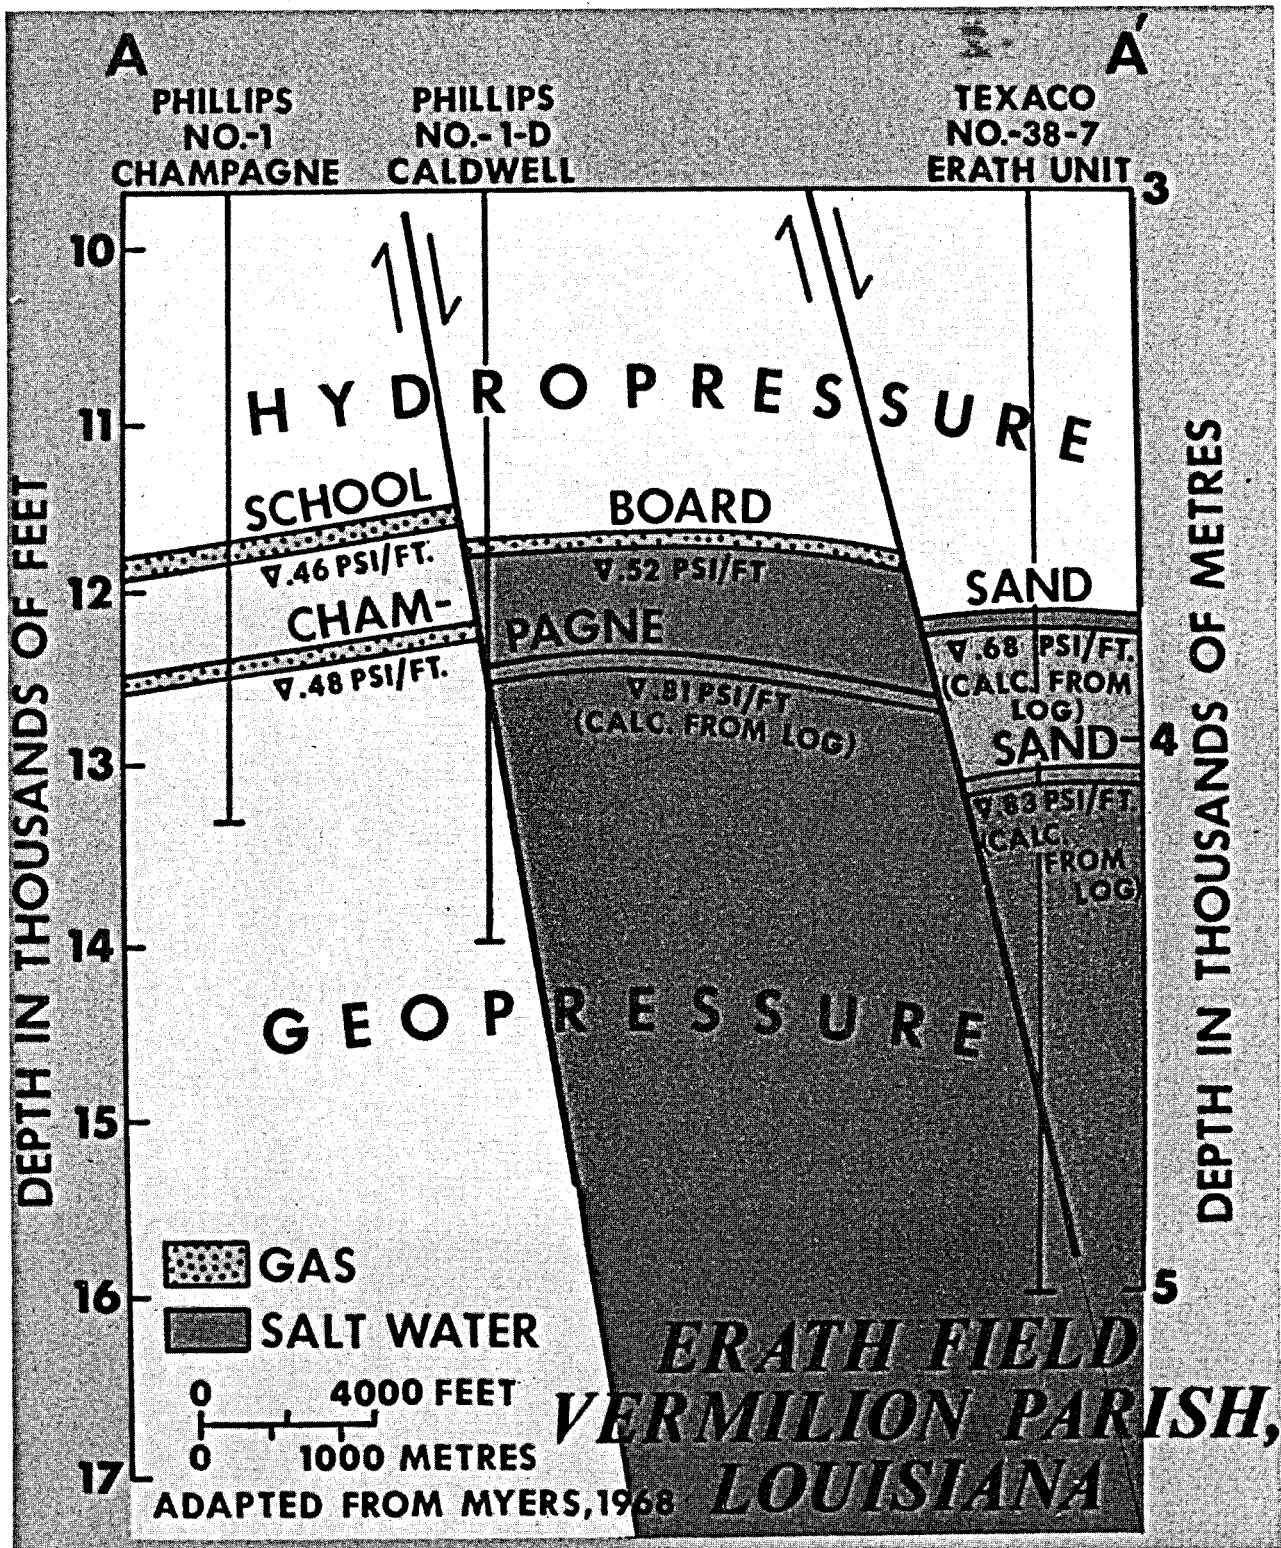 A
A′
PHILLIPS
NO.-1
CHAMPAGNE
PHILLIPS
NO.-1-D
CALDWELL
TEXACO
NO.-38-7
ERATH UNIT
3
10
11
12
13
14
15
16
17
DEPTH IN THOUSANDS OF FEET
HYDROPRESSURE
SCHOOL
BOARD
SAND
∇.46 PSI/FT.
∇.52 PSI/FT
∇.68 PSI/FT.
(CALC. FROM
LOG)
CHAM-
PAGNE
SAND
∇.48 PSI/FT.
∇.81 PSI/FT
(CALC. FROM LOG)
∇.83 PSI/FT.
(CALC.
FROM
LOG
4
5
DEPTH IN THOUSANDS OF METRES
GEOPRESSURE
GAS
SALT WATER
0 4000 FEET
0 1000 METRES
ADAPTED FROM MYERS,1968
ERATH FIELD
VERMILION PARISH,
LOUISIANA